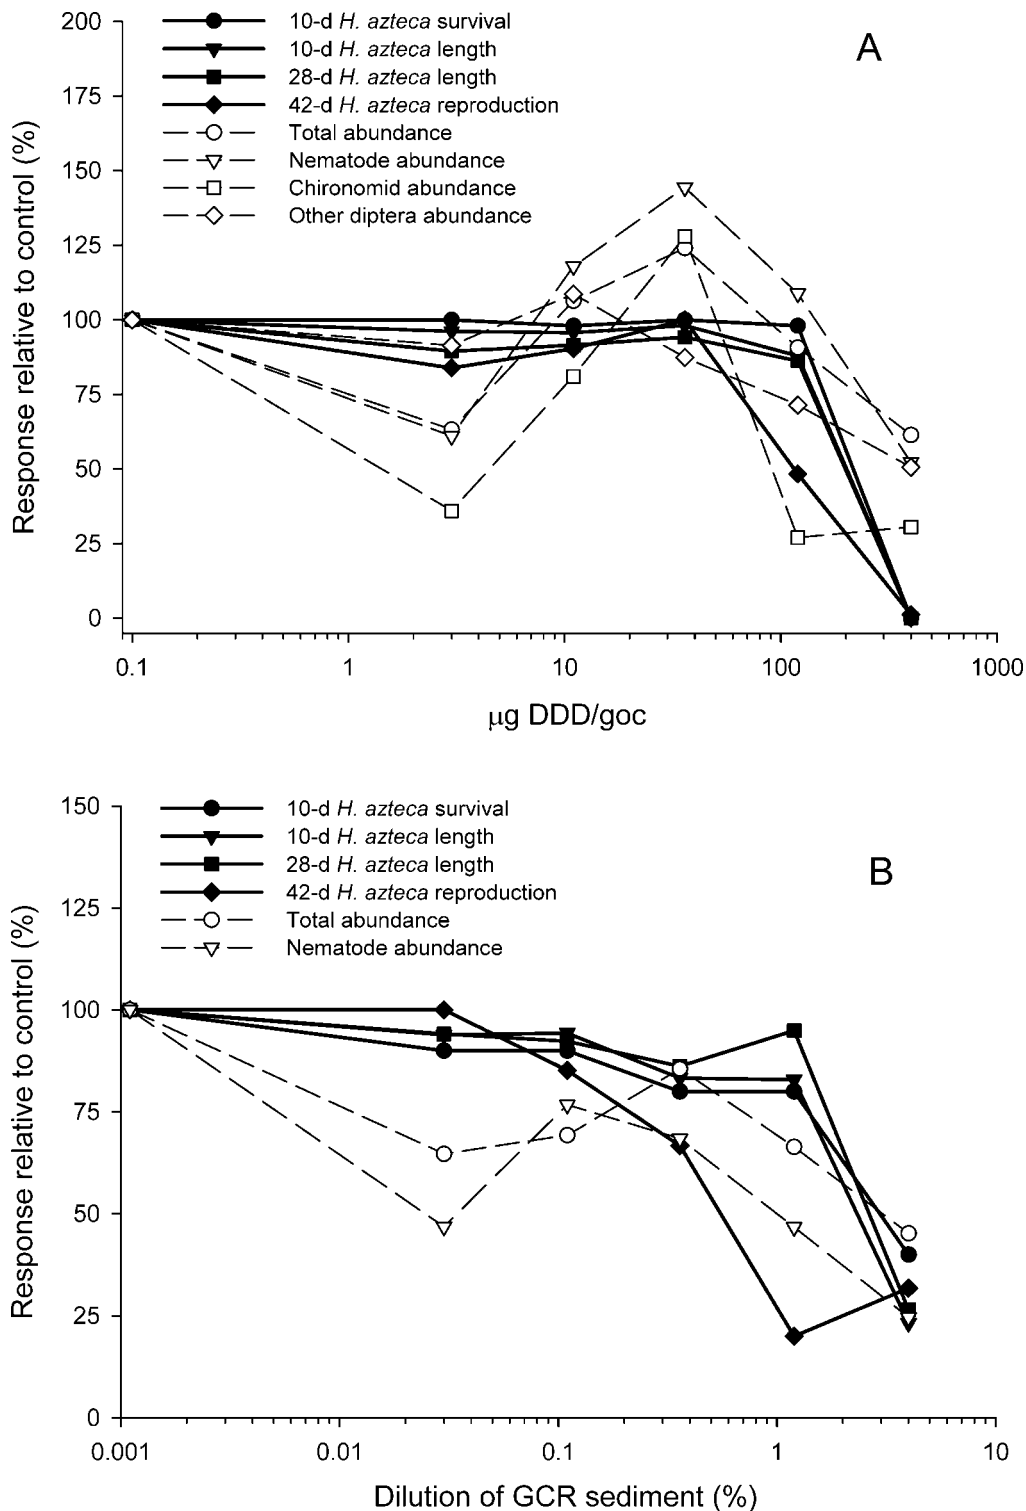 A
10-d H. azteca survival
10-d H. azteca length
28-d H. azteca length
42-d H. azteca reproduction
Total abundance
Nematode abundance
Chironomid abundance
Other diptera abundance
Response relative to control (%)
200
175
150
125
100
75
50
25
0
0.1 1 10 100 1000
μg DDD/goc
B
10-d H. azteca survival
10-d H. azteca length
28-d H. azteca length
42-d H. azteca reproduction
Total abundance
Nematode abundance
Response relative to control (%)
150
125
100
75
50
25
0
0.001 0.01 0.1 1 10
Dilution of GCR sediment (%)